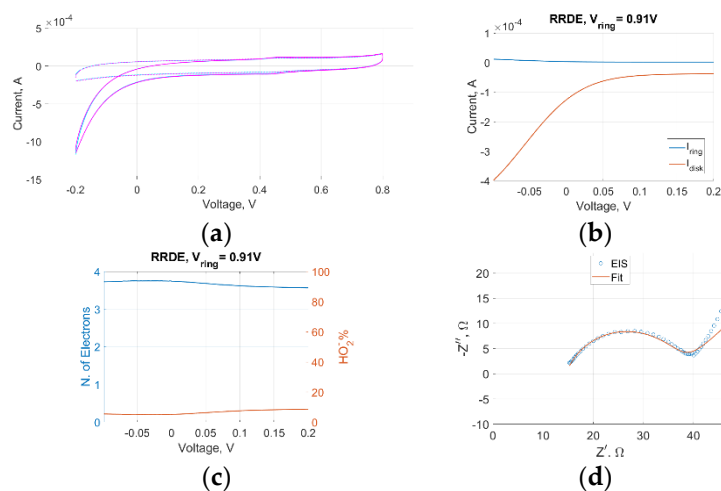 5 ×10⁻⁴
0
-5
-10
-15
Current, A
-0.2 0 0.2 0.4 0.6 0.8
Voltage, V
(a)
RRDE, V_ring = 0.91V
×10⁻⁴
1
0
-1
-2
-3
-4
Current, A
I_ring
I_disk
-0.05 0 0.05 0.1 0.15 0.2
Voltage, V
(b)
RRDE, V_ring = 0.91V
4
2
0
N. of Electrons
100
80
60
40
20
0
HO₂⁻%
-0.05 0 0.05 0.1 0.15 0.2
Voltage, V
(c)
EIS
Fit
20
15
10
5
0
-5
-10
-Z'', Ω
0 10 20 30 40
Z', Ω
(d)